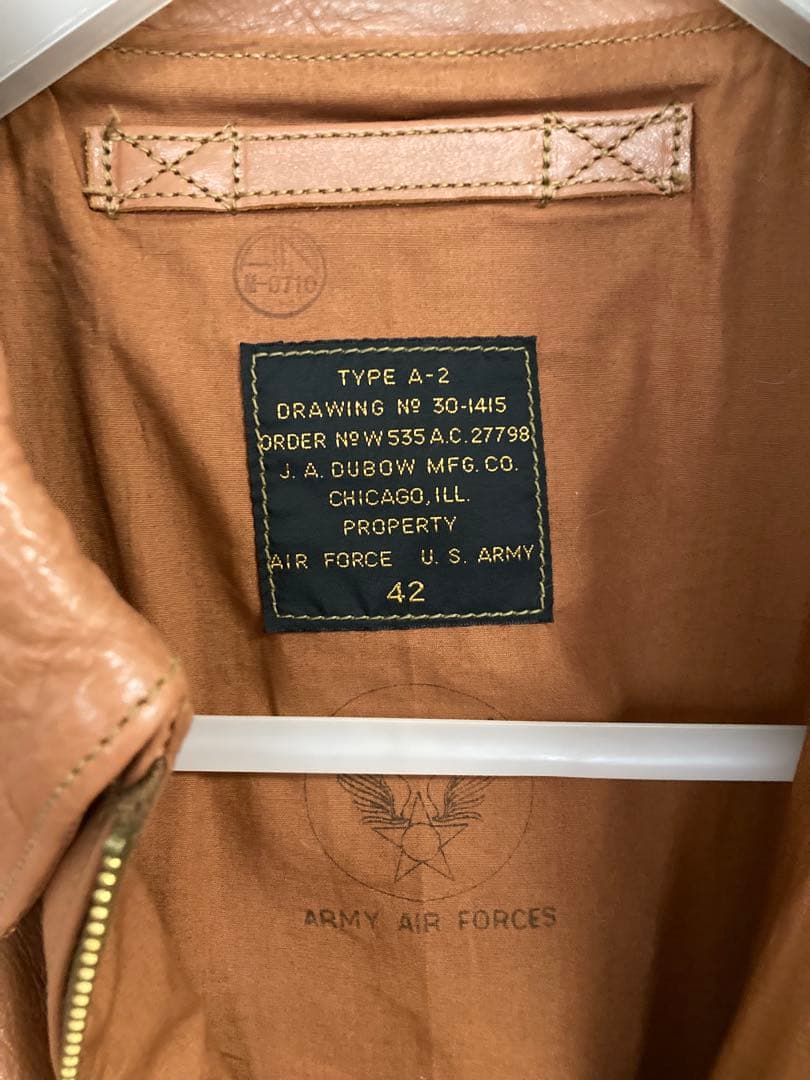 TYPE A-2
DRAWING Nº 30-1415
ORDER Nº W 535 A.C. 27798
J. A. DUBOW MFG. CO.
CHICAGO, ILL.
PROPERTY
AIR FORCE U. S. ARMY
42
ARMY AIR FORCES